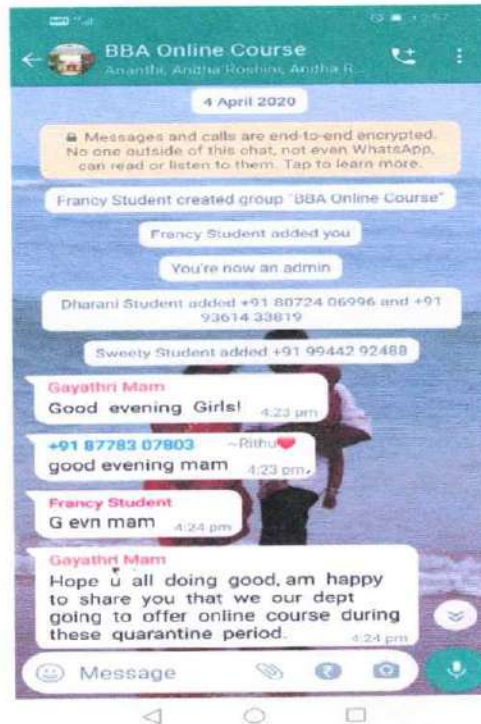 BBA Online Course
Ananthi, Anitha Roshini, Anitha R...
4 April 2020
Messages and calls are end-to-end encrypted.
No one outside of this chat, not even WhatsApp,
can read or listen to them. Tap to learn more.
Francy Student created group "BBA Online Course"
Francy Student added you
You're now an admin
Dharani Student added +91 80724 06996 and +91
93614 33819
Sweety Student added +91 99442 92488
Gayathri Mam
Good evening Girls! 4:23 pm
+91 87783 07803 ~Rithu❤
good evening mam 4:23 pm
Francy Student
G evn mam 4:24 pm
Gayathri Mam
Hope u all doing good, am happy
to share you that we our dept
going to offer online course during
these quarantine period. 4:24 pm
Message